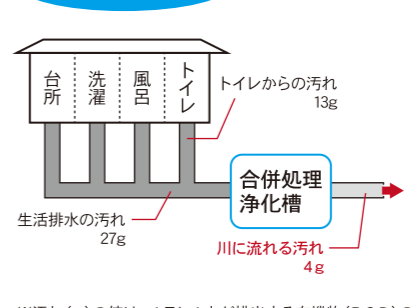 台所
洗濯
風呂
トイレ
トイレからの汚れ
13g
合併処理
浄化槽
生活排水の汚れ
27g
川に流れる汚れ
4g